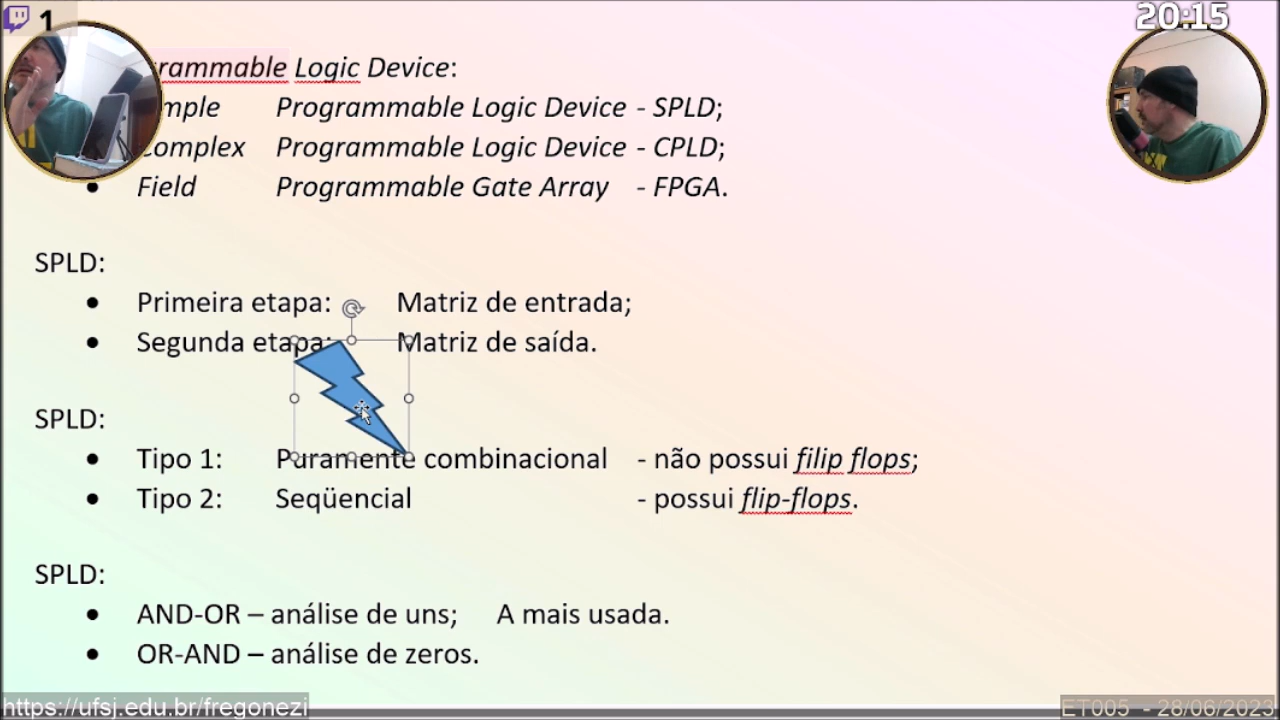 1
20:15
rammable Logic Device:
mple Programmable Logic Device - SPLD;
Complex Programmable Logic Device - CPLD;
• Field Programmable Gate Array - FPGA.
SPLD:
• Primeira etapa: Matriz de entrada;
• Segunda etapa: Matriz de saída.
SPLD:
• Tipo 1: Puramente combinacional - não possui filip flops;
• Tipo 2: Seqüencial - possui flip-flops.
SPLD:
• AND-OR – análise de uns; A mais usada.
• OR-AND – análise de zeros.
https://ufsj.edu.br/fregonezi
ET005 - 28/06/2023